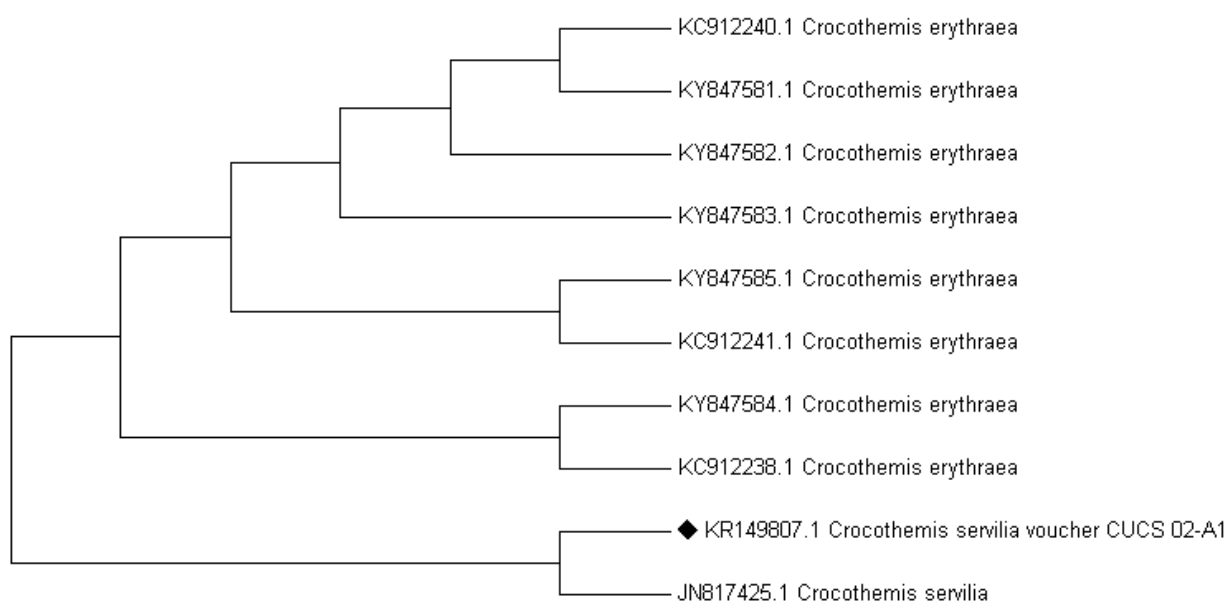 KC912240.1 Crocothemis erythraea
KY847581.1 Crocothemis erythraea
KY847582.1 Crocothemis erythraea
KY847583.1 Crocothemis erythraea
KY847585.1 Crocothemis erythraea
KC912241.1 Crocothemis erythraea
KY847584.1 Crocothemis erythraea
KC912238.1 Crocothemis erythraea
KR149807.1 Crocothemis servilia voucher CUCS 02-A1
JN817425.1 Crocothemis servilia